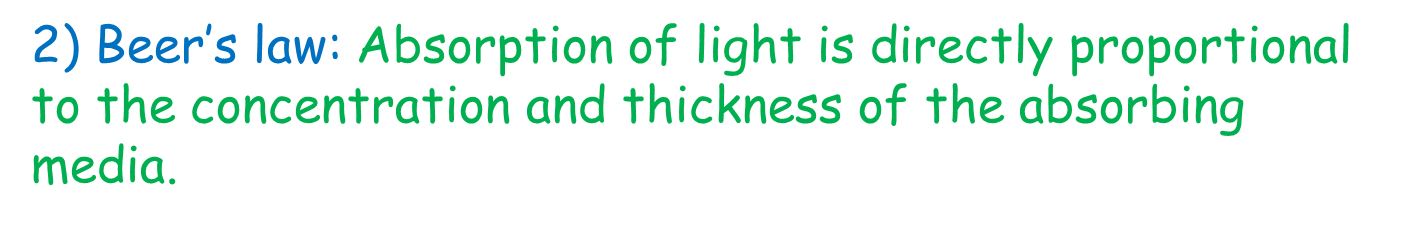 2) Beer’s law: Absorption of light is directly proportional
to the concentration and thickness of the absorbing
media.